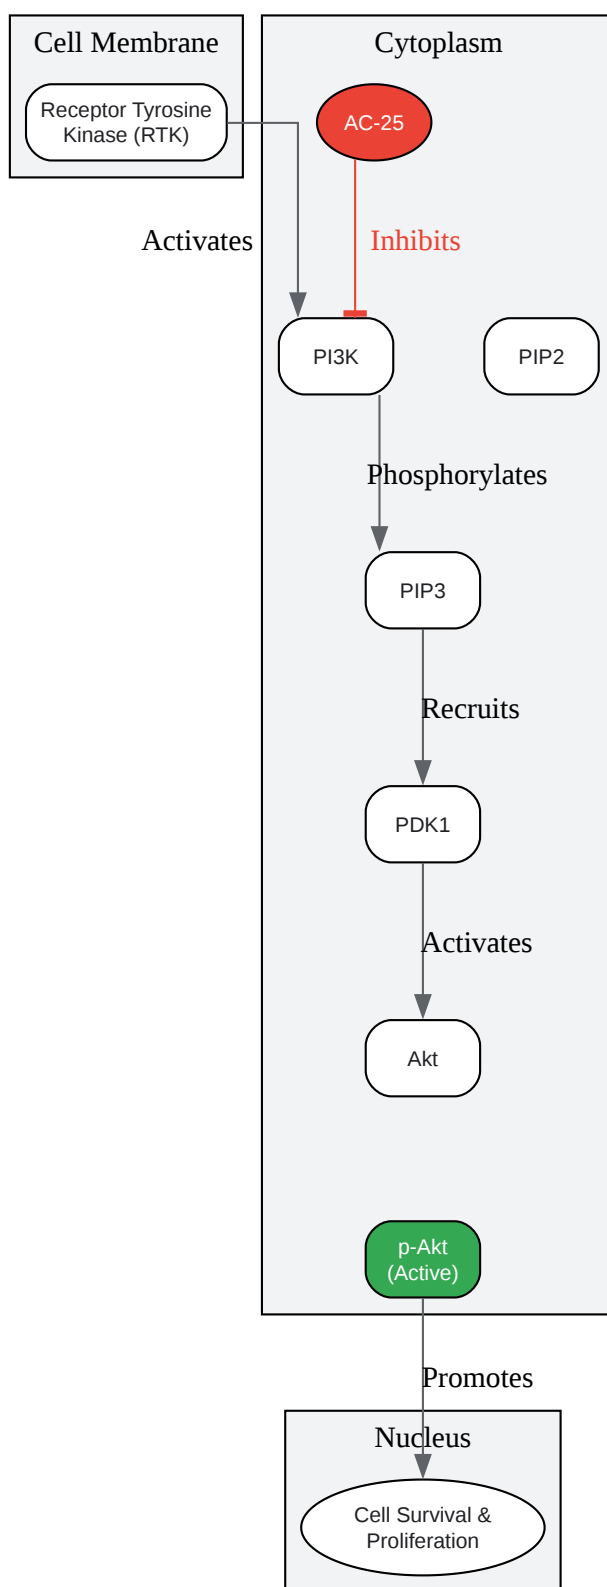 Cell Membrane
Cytoplasm
Receptor Tyrosine
Kinase (RTK)
AC-25
Activates
Inhibits
PI3K
PIP2
Phosphorylates
PIP3
Recruits
PDK1
Activates
Akt
p-Akt
(Active)
Promotes
Nucleus
Cell Survival &
Proliferation